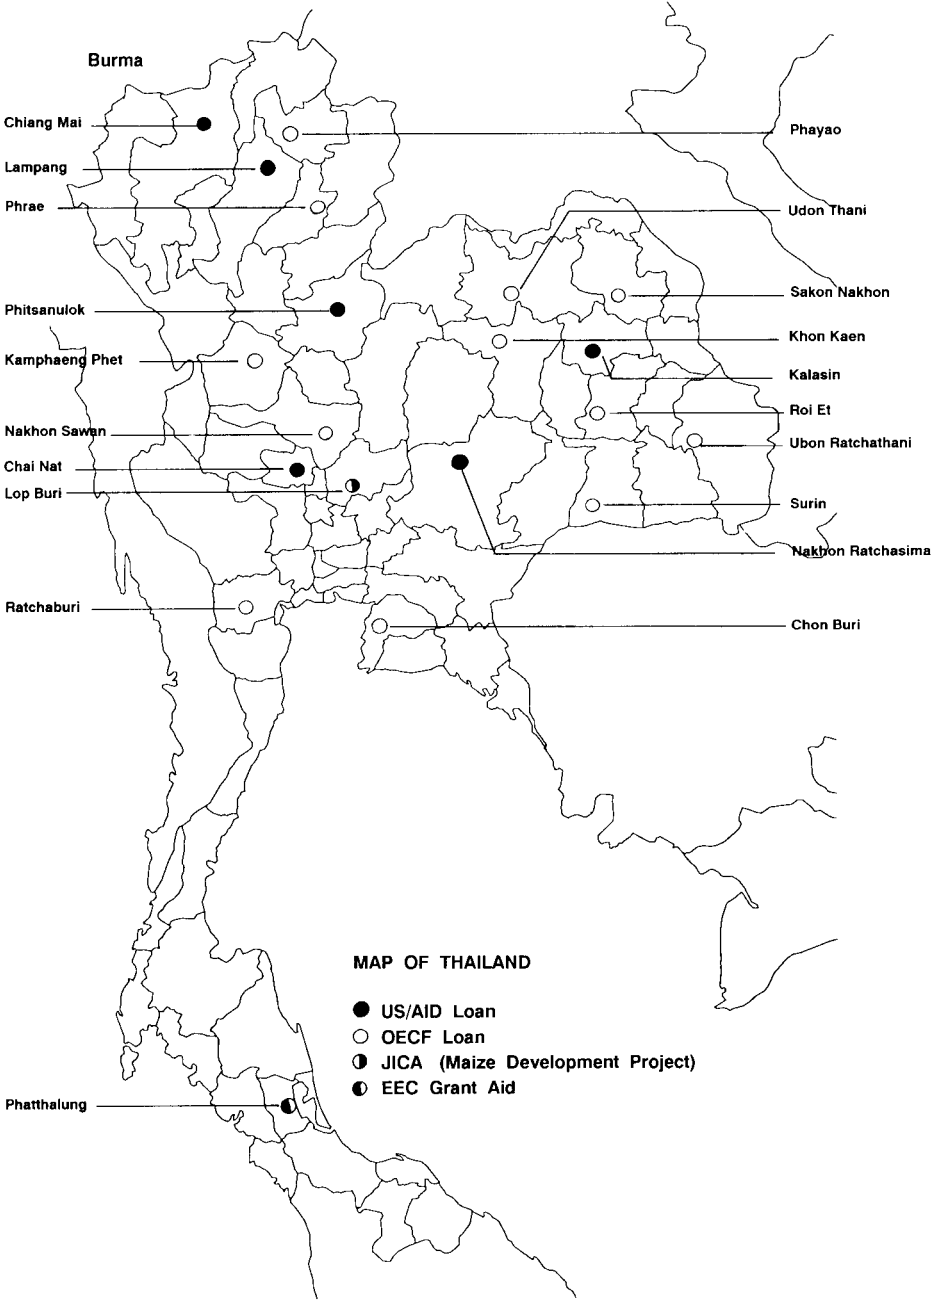 Burma
Chiang Mai
Phayao
Lampang
Phrae
Udon Thani
Sakon Nakhon
Phitsanulok
Khon Kaen
Kamphaeng Phet
Kalasin
Roi Et
Nakhon Sawan
Ubon Ratchathani
Chai Nat
Lop Buri
Surin
Nakhon Ratchasima
Ratchaburi
Chon Buri
MAP OF THAILAND
US/AID Loan
OECF Loan
JICA (Maize Development Project)
EEC Grant Aid
Phatthalung